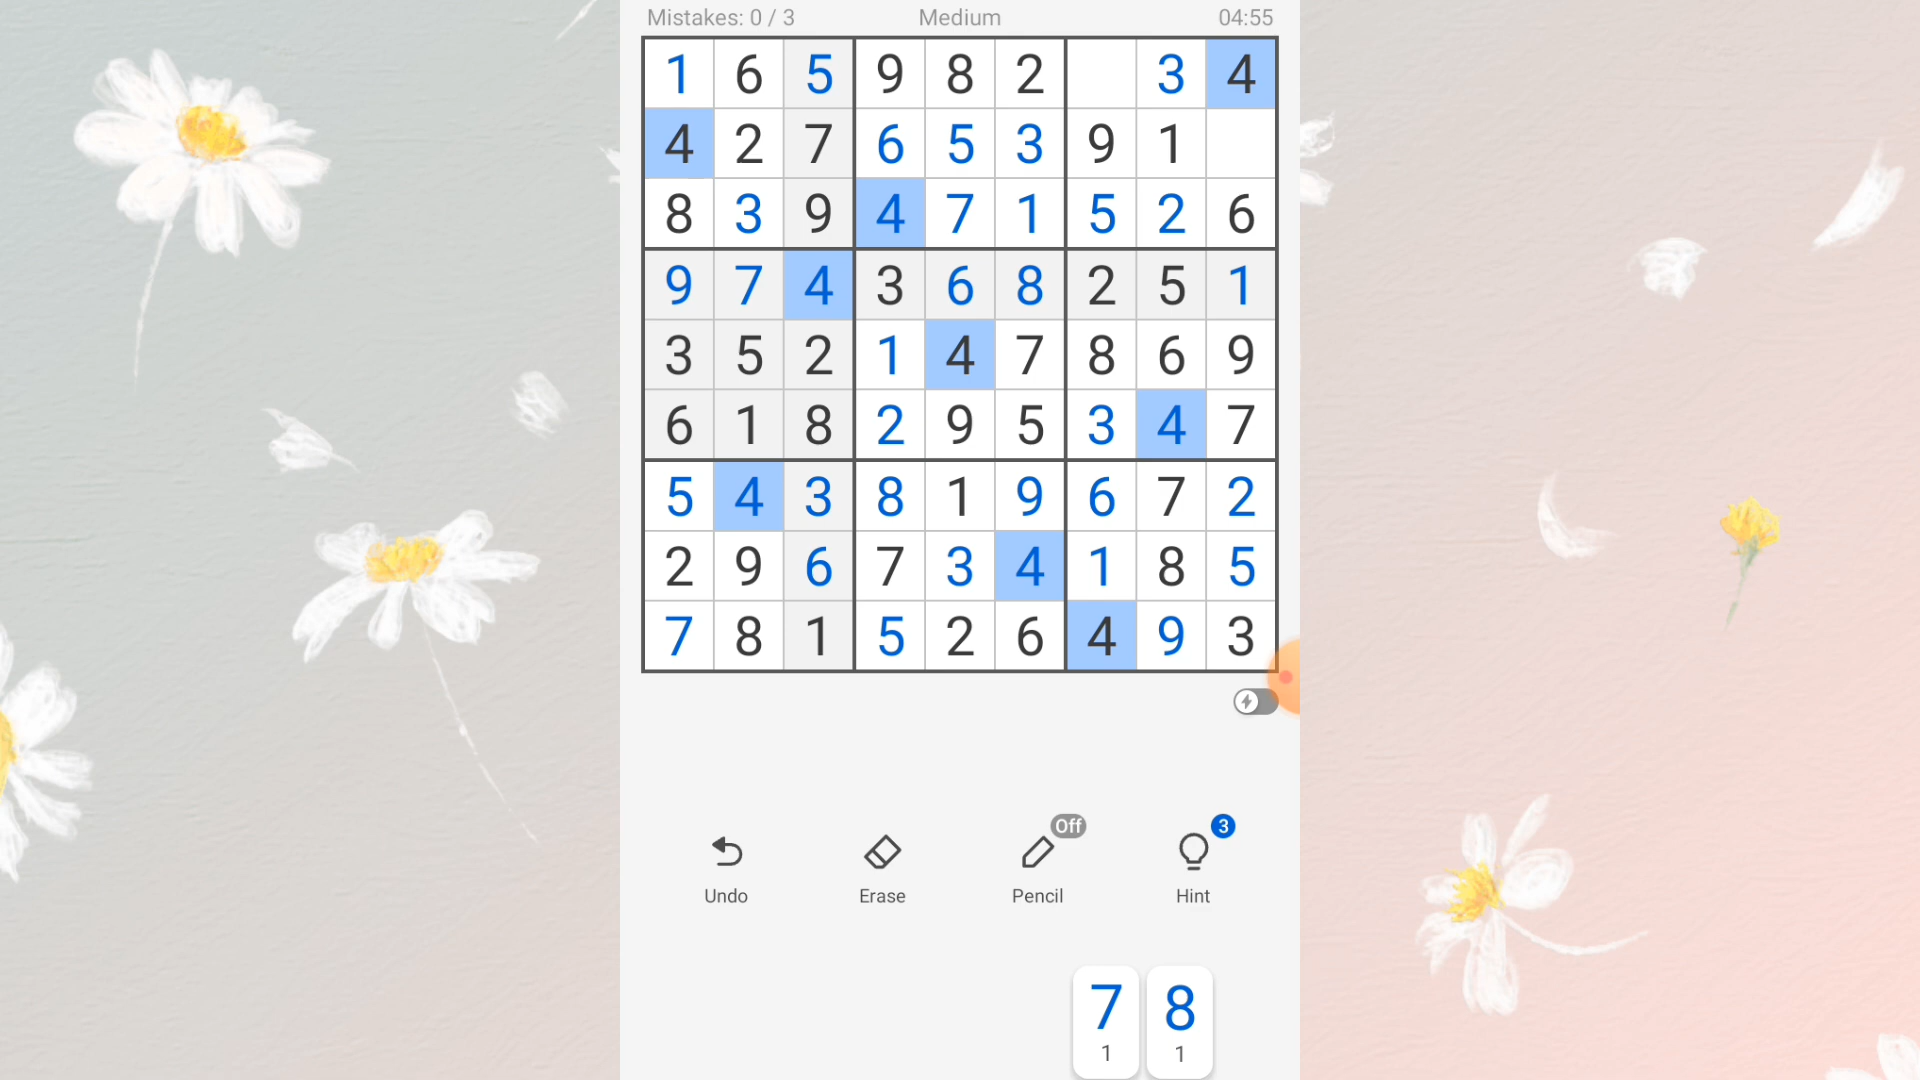 Mistakes: 0 / 3 Medium 04:55
1 6 5 9 8 2 3 4
4 2 7 6 5 3 9 1
8 3 9 4 7 1 5 2 6
9 7 4 3 6 8 2 5 1
3 5 2 1 4 7 8 6 9
6 1 8 2 9 5 3 4 7
5 4 3 8 1 9 6 7 2
2 9 6 7 3 4 1 8 5
7 8 1 5 2 6 4 9 3
Off 3
Undo Erase Pencil Hint
7 8
1 1